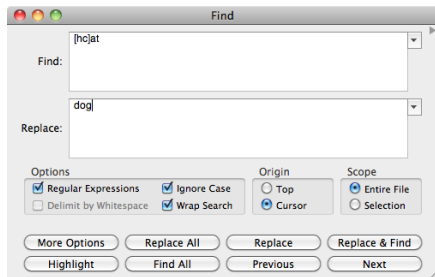 Find
Find:
[hc]at
Replace:
dog
Options
Origin
Scope
Regular Expressions
Ignore Case
Top
Entire File
Delimit by Whitespace
Wrap Search
Cursor
Selection
More Options
Replace All
Replace
Replace & Find
Highlight
Find All
Previous
Next